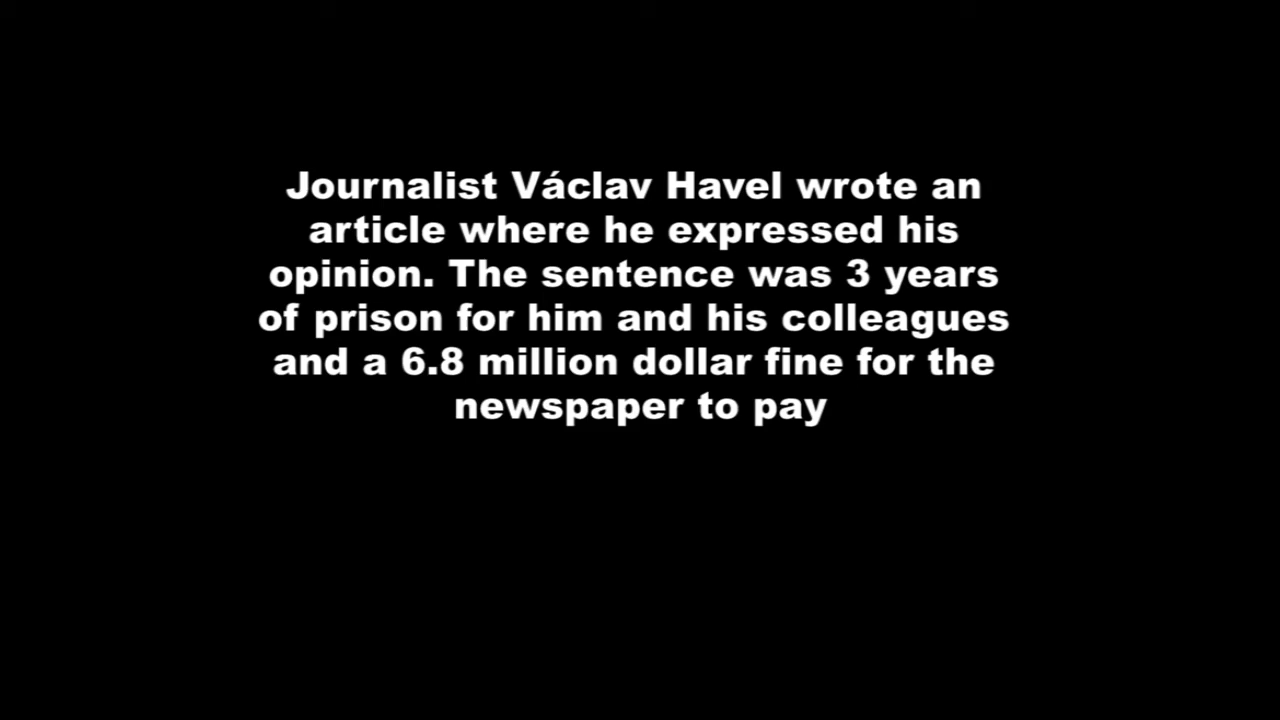 Journalist Václav Havel wrote an
article where he expressed his
opinion. The sentence was 3 years
of prison for him and his colleagues
and a 6.8 million dollar fine for the
newspaper to pay